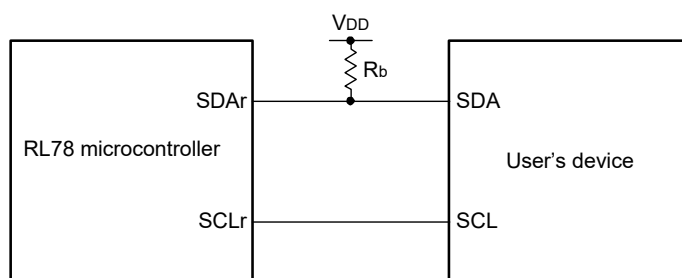 VDD
Rb
SDAr
SDA
RL78 microcontroller
User’s device
SCLr
SCL